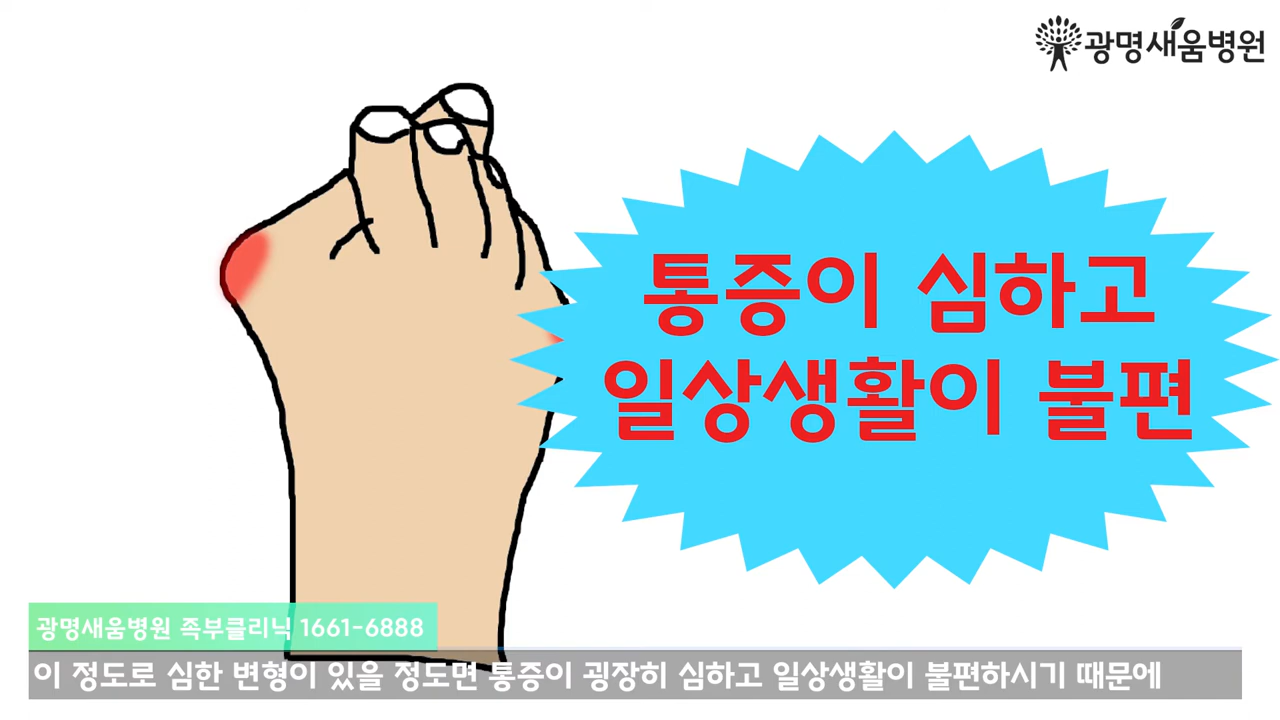 광명새움병원
통증이 심하고
일상생활이 불편
광명새움병원 족부클리닉 1661-6888
이 정도로 심한 변형이 있을 정도면 통증이 굉장히 심하고 일상생활이 불편하시기 때문에